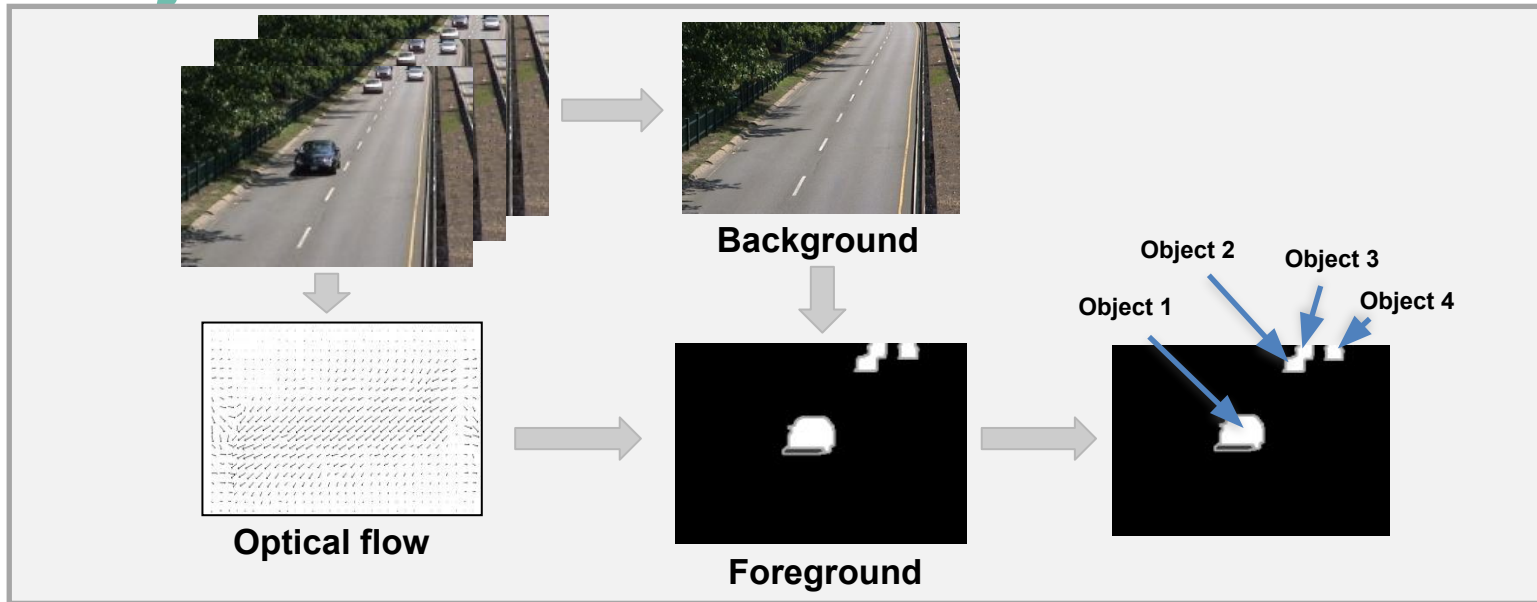 Background
Object 2
Object 3
Object 1
Object 4
Optical flow
Foreground